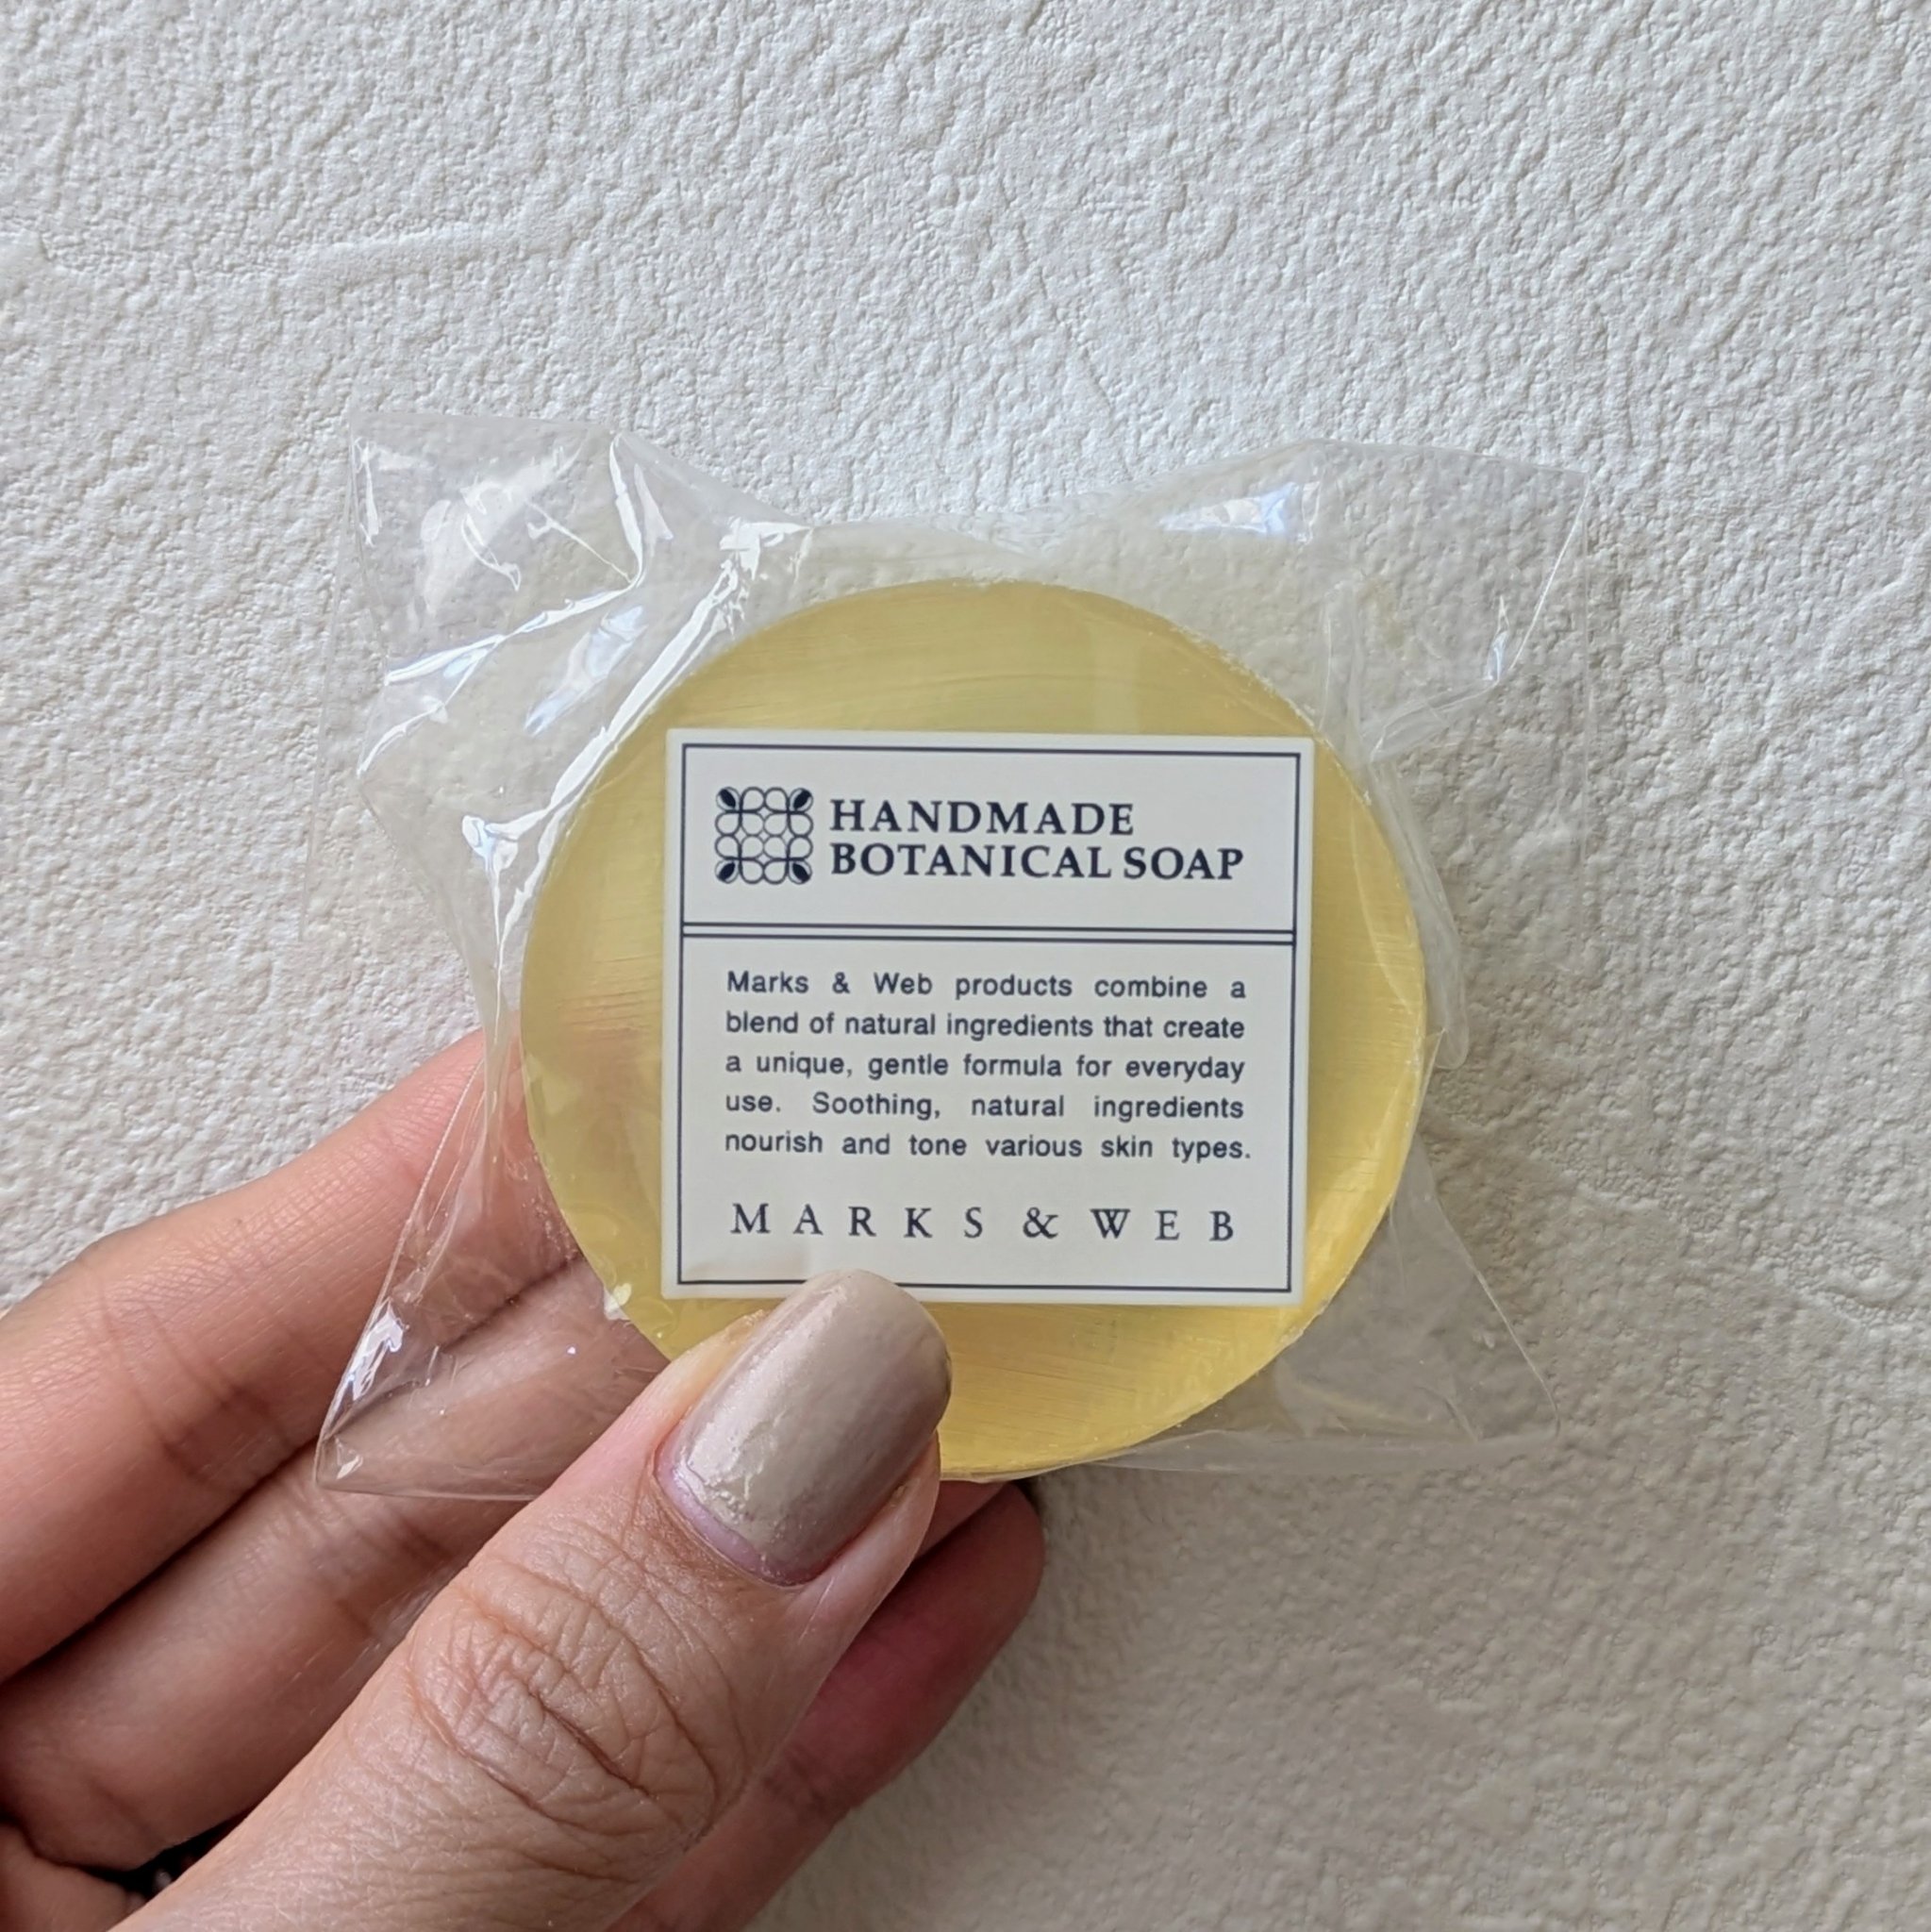 HANDMADE
BOTANICAL SOAP
Marks & Web products combine a
blend of natural ingredients that create
a unique, gentle formula for everyday
use. Soothing, natural ingredients
nourish and tone various skin types.
MARKS & WEB